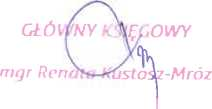 GŁÓWNY KSIĘGOWY
mgr Renata Kustosz-Mróz